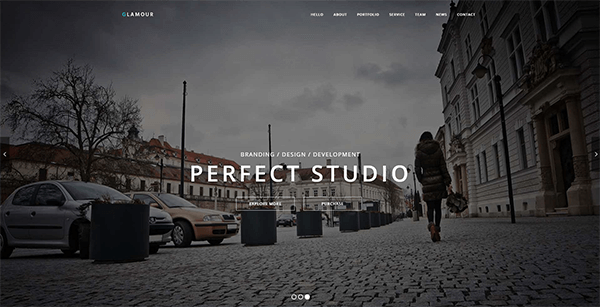 GLAMOUR
HELLO ABOUT PORTFOLIO SERVICE TEAM NEWS CONTACT
BRANDING / DESIGN / DEVELOPMENT
PERFECT STUDIO
EXPLORE MORE PURCHASE